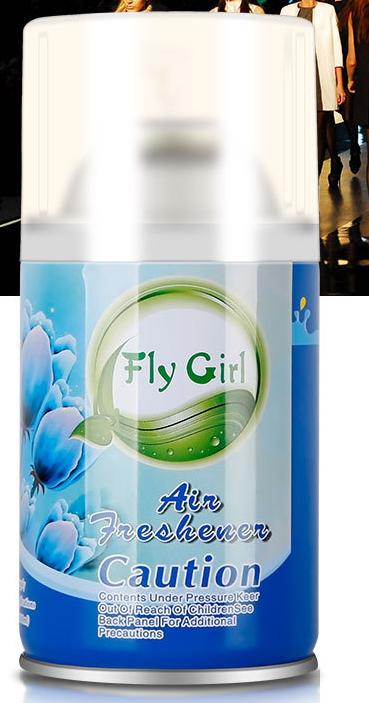 Fly Girl
Air
Freshener
Caution
Contents Under Pressure Keer
Out Of Reach Of ChildrenSee
Back Panel For Additional
Precautions